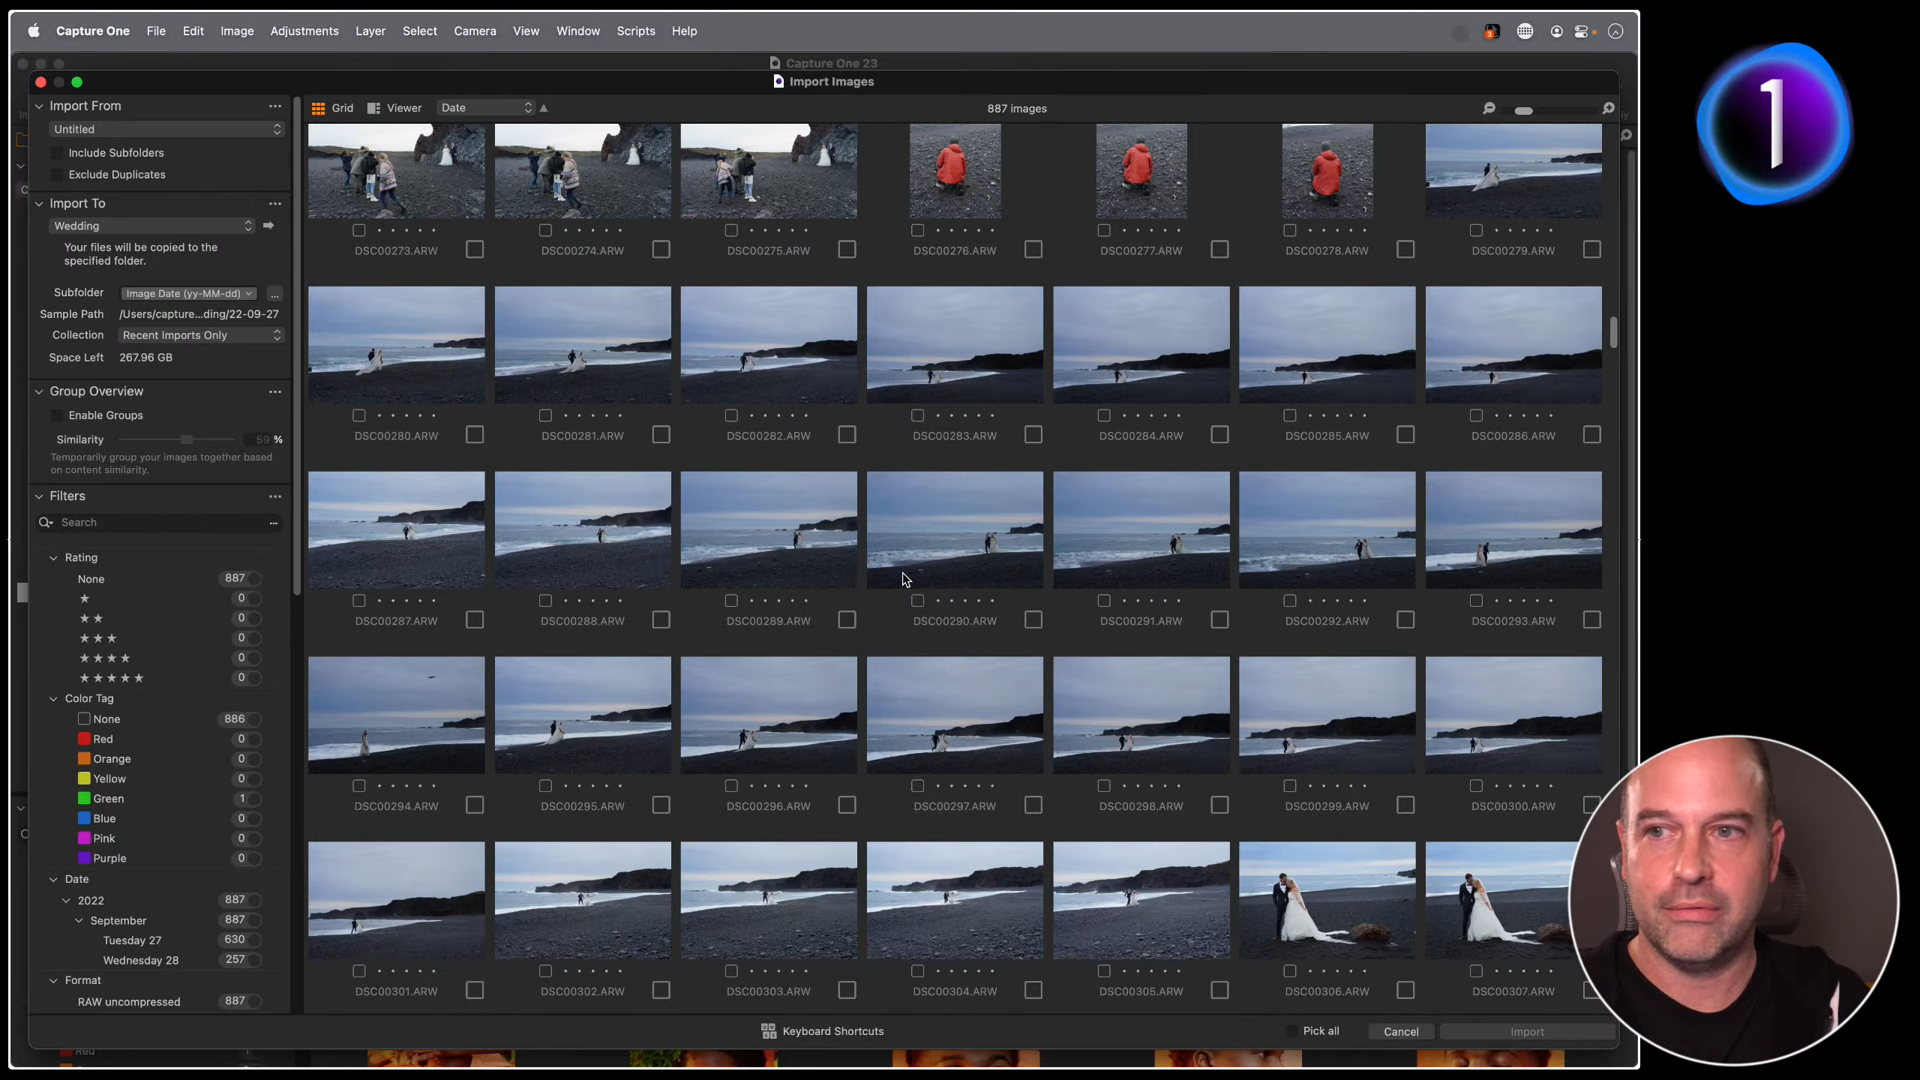 Capture One File Edit Image Adjustments Layer Select Camera View Window Scripts Help
3
Capture One 23
Import Images
1
Import From
Untitled
Include Subfolders
Exclude Duplicates
Import To
Wedding
Your files will be copied to the
specified folder.
Subfolder Image Date (yy-MM-dd) ...
Sample Path /Users/capture...ding/22-09-27
Collection Recent Imports Only
Space Left 267.96 GB
Group Overview
Enable Groups
Similarity 59 %
Temporarily group your images together based
on content similarity.
Filters
Search
Rating
None 887
★ 0
★ ★ 0
★ ★ ★ 0
★ ★ ★ ★ 0
★ ★ ★ ★ ★ 0
Color Tag
None 886
Red 0
Orange 0
Yellow 0
Green 1
Blue 0
Pink 0
Purple 0
Date
2022 887
September 887
Tuesday 27 630
Wednesday 28 257
Format
RAW uncompressed 887
Grid Viewer Date 887 images
DSC00273.ARW DSC00274.ARW DSC00275.ARW DSC00276.ARW DSC00277.ARW DSC00278.ARW DSC00279.ARW
DSC00280.ARW DSC00281.ARW DSC00282.ARW DSC00283.ARW DSC00284.ARW DSC00285.ARW DSC00286.ARW
DSC00287.ARW DSC00288.ARW DSC00289.ARW DSC00290.ARW DSC00291.ARW DSC00292.ARW DSC00293.ARW
DSC00294.ARW DSC00295.ARW DSC00296.ARW DSC00297.ARW DSC00298.ARW DSC00299.ARW DSC00300.ARW
DSC00301.ARW DSC00302.ARW DSC00303.ARW DSC00304.ARW DSC00305.ARW DSC00306.ARW DSC00307.ARW
Keyboard Shortcuts Pick all Cancel Import
Red